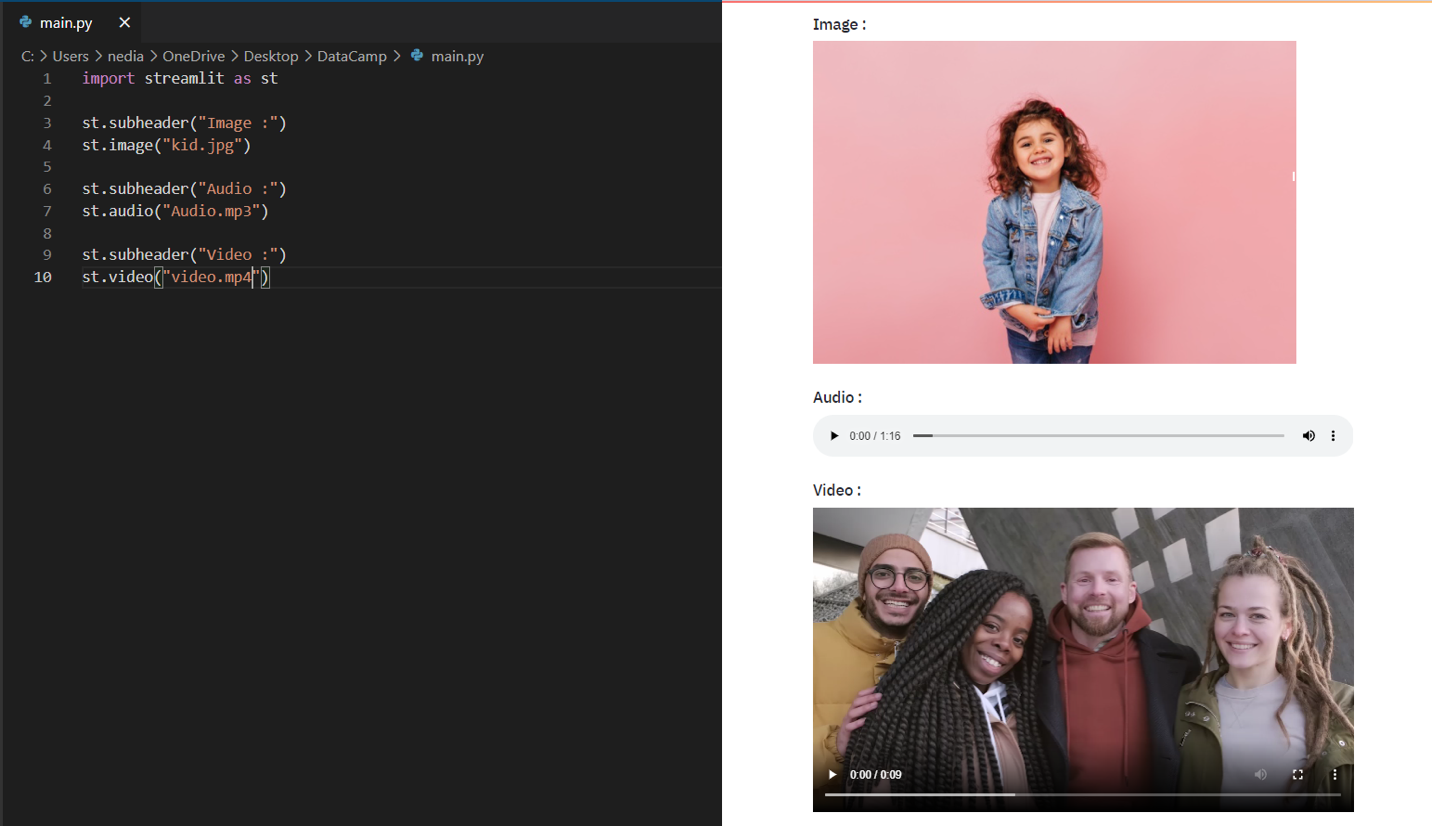 main.py
C: > Users > nedia > OneDrive > Desktop > DataCamp > main.py
1 import streamlit as st
2
3 st.subheader("Image :")
4 st.image("kid.jpg")
5
6 st.subheader("Audio :")
7 st.audio("Audio.mp3")
8
9 st.subheader("Video :")
10 st.video("video.mp4")
Image :
Audio :
0:00 / 1:16
Video :
0:00 / 0:09